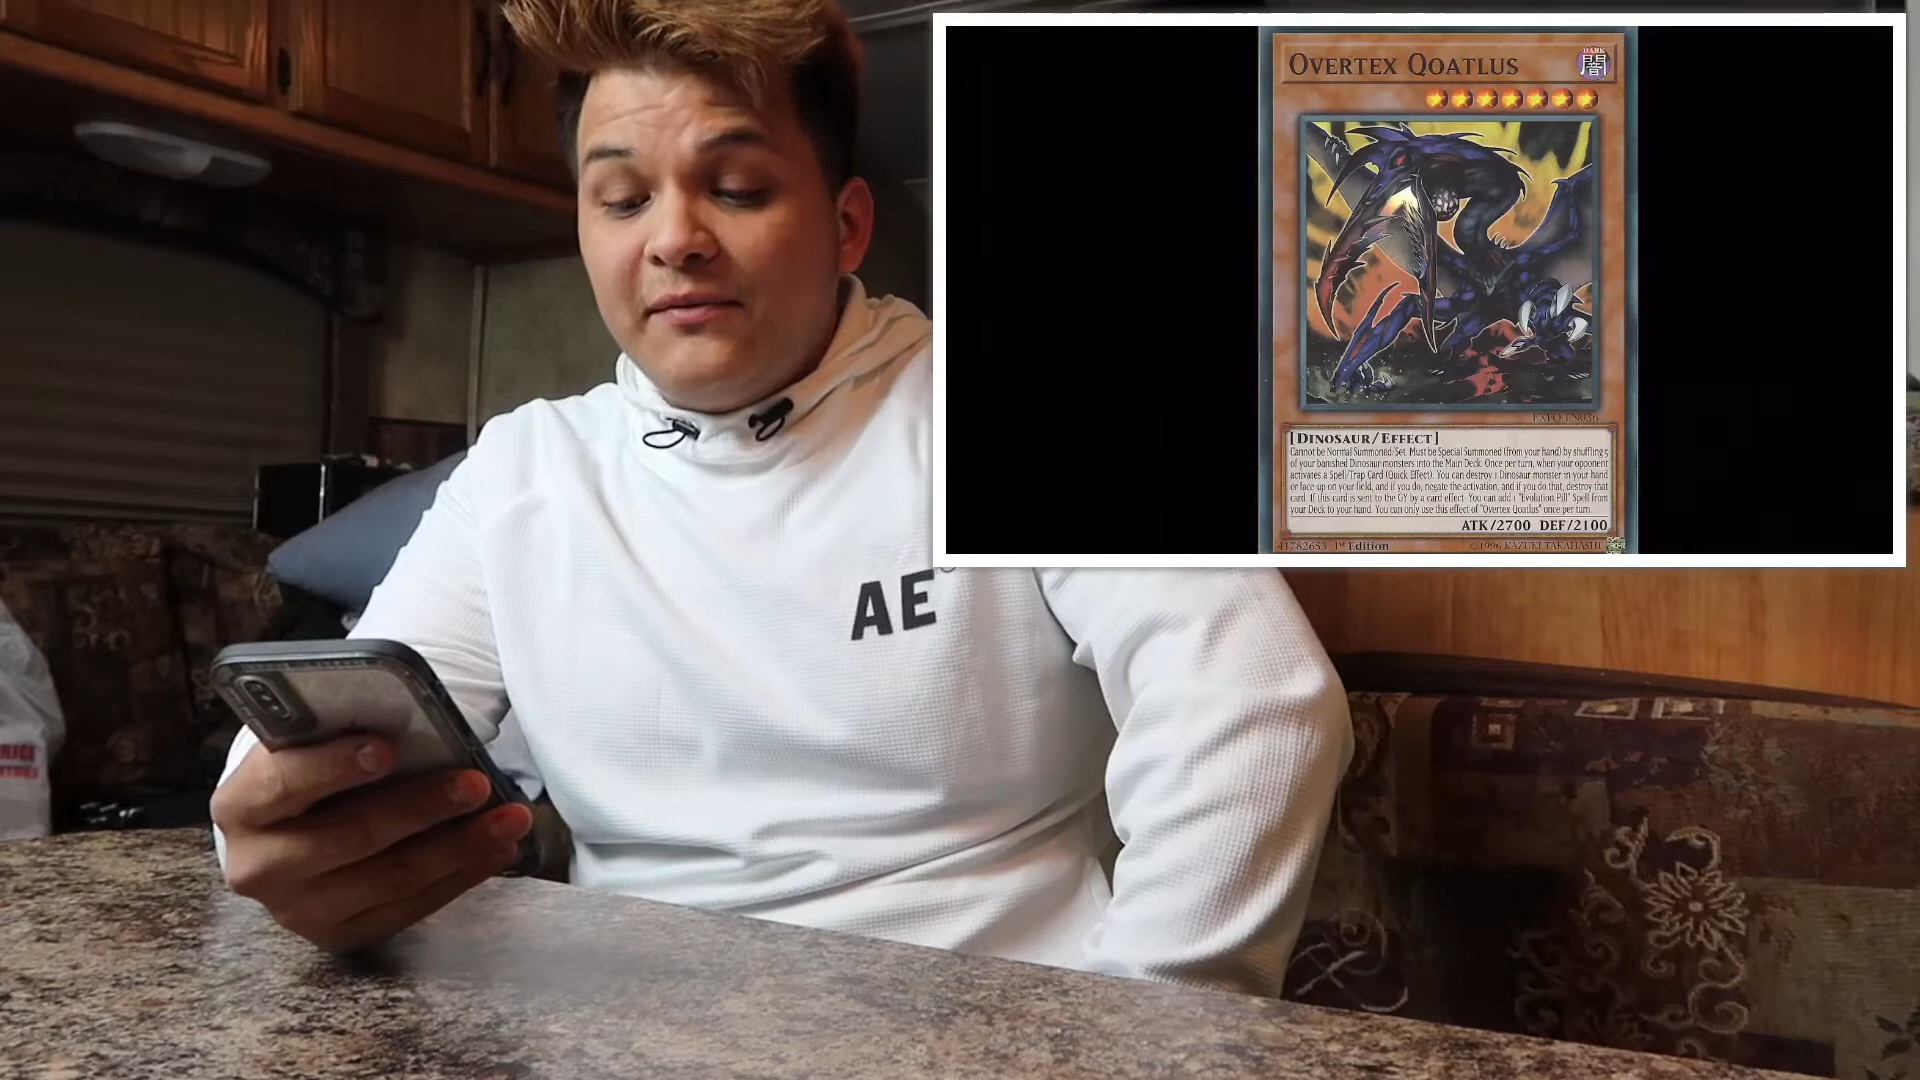 OVERTEX QOATLUS
DARK
闇
EXFO-EN036
[DINOSAUR/EFFECT]
Cannot be Normal Summoned/Set. Must be Special Summoned (from your hand) by shuffling 5
of your banished Dinosaur monsters into the Main Deck. Once per turn, when your opponent
activates a Spell/Trap Card (Quick Effect): You can destroy 1 Dinosaur monster in your hand
or face-up on your field, and if you do, negate the activation, and if you do that, destroy that
card. If this card is sent to the GY by a card effect: You can add 1 "Evolution Pill" Spell from
your Deck to your hand. You can only use this effect of "Overtex Qoatlus" once per turn.
ATK/2700 DEF/2100
41782653 1st Edition
©1996 KAZUKI TAKAHASHI
AE